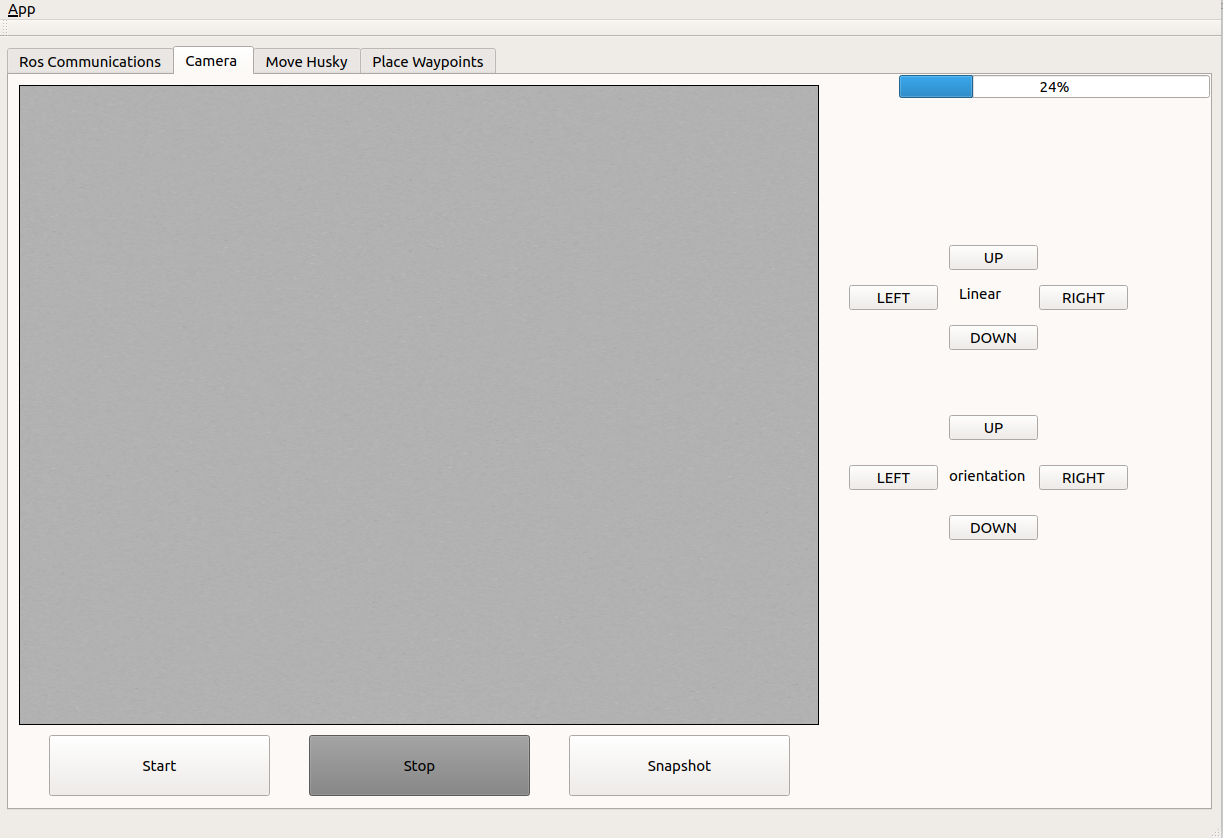 App
Ros Communications Camera Move Husky Place Waypoints
24%
UP
LEFT Linear RIGHT
DOWN
UP
LEFT orientation RIGHT
DOWN
Start Stop Snapshot